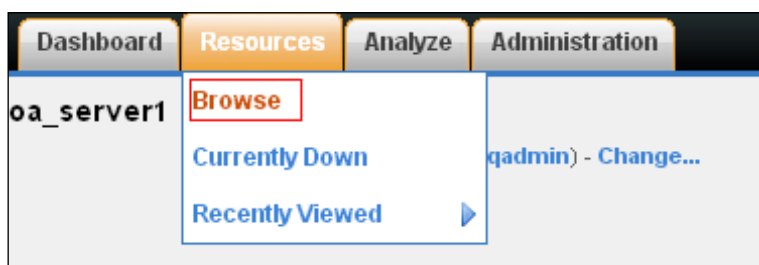 Dashboard Resources Analyze Administration
Browse
oa_server1
Currently Down qadmin) - Change...
Recently Viewed